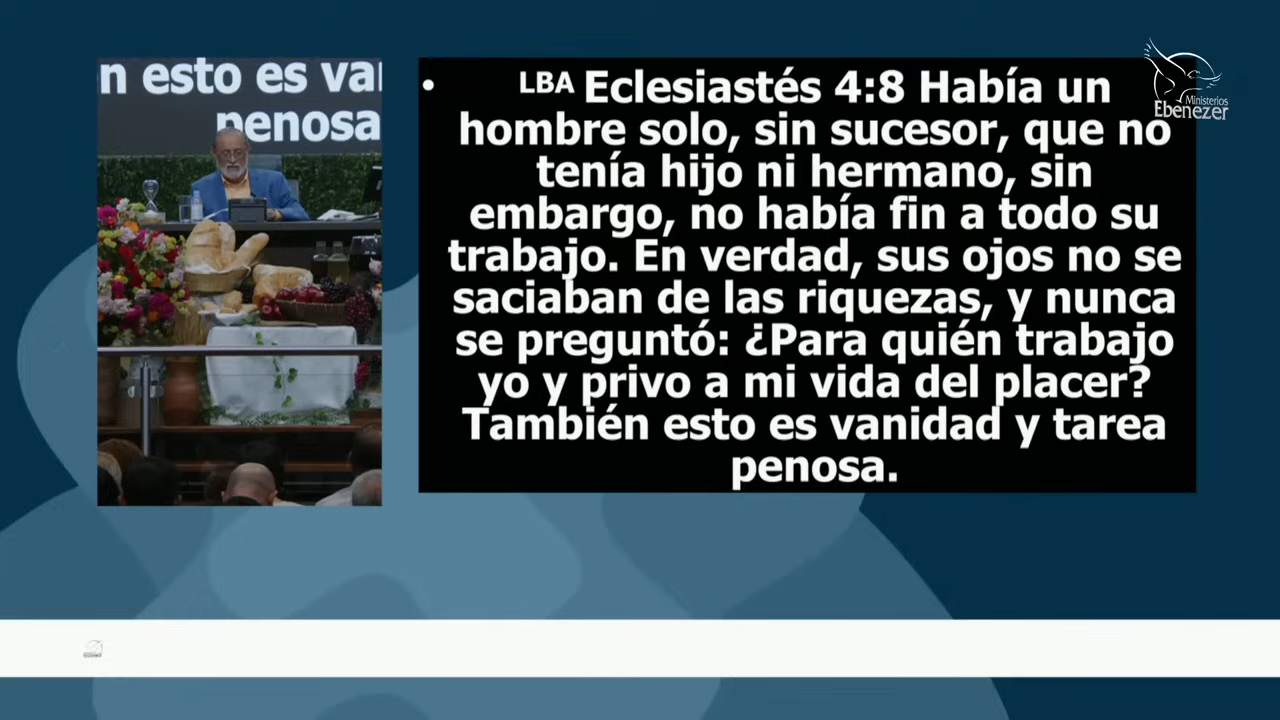 n esto es va
penosa
LBA Eclesiastés 4:8 Había un
hombre solo, sin sucesor, que no
tenía hijo ni hermano, sin
embargo, no había fin a todo su
trabajo. En verdad, sus ojos no se
saciaban de las riquezas, y nunca
se preguntó: ¿Para quién trabajo
yo y privo a mi vida del placer?
También esto es vanidad y tarea
penosa.
Ministerios
Ebenezer